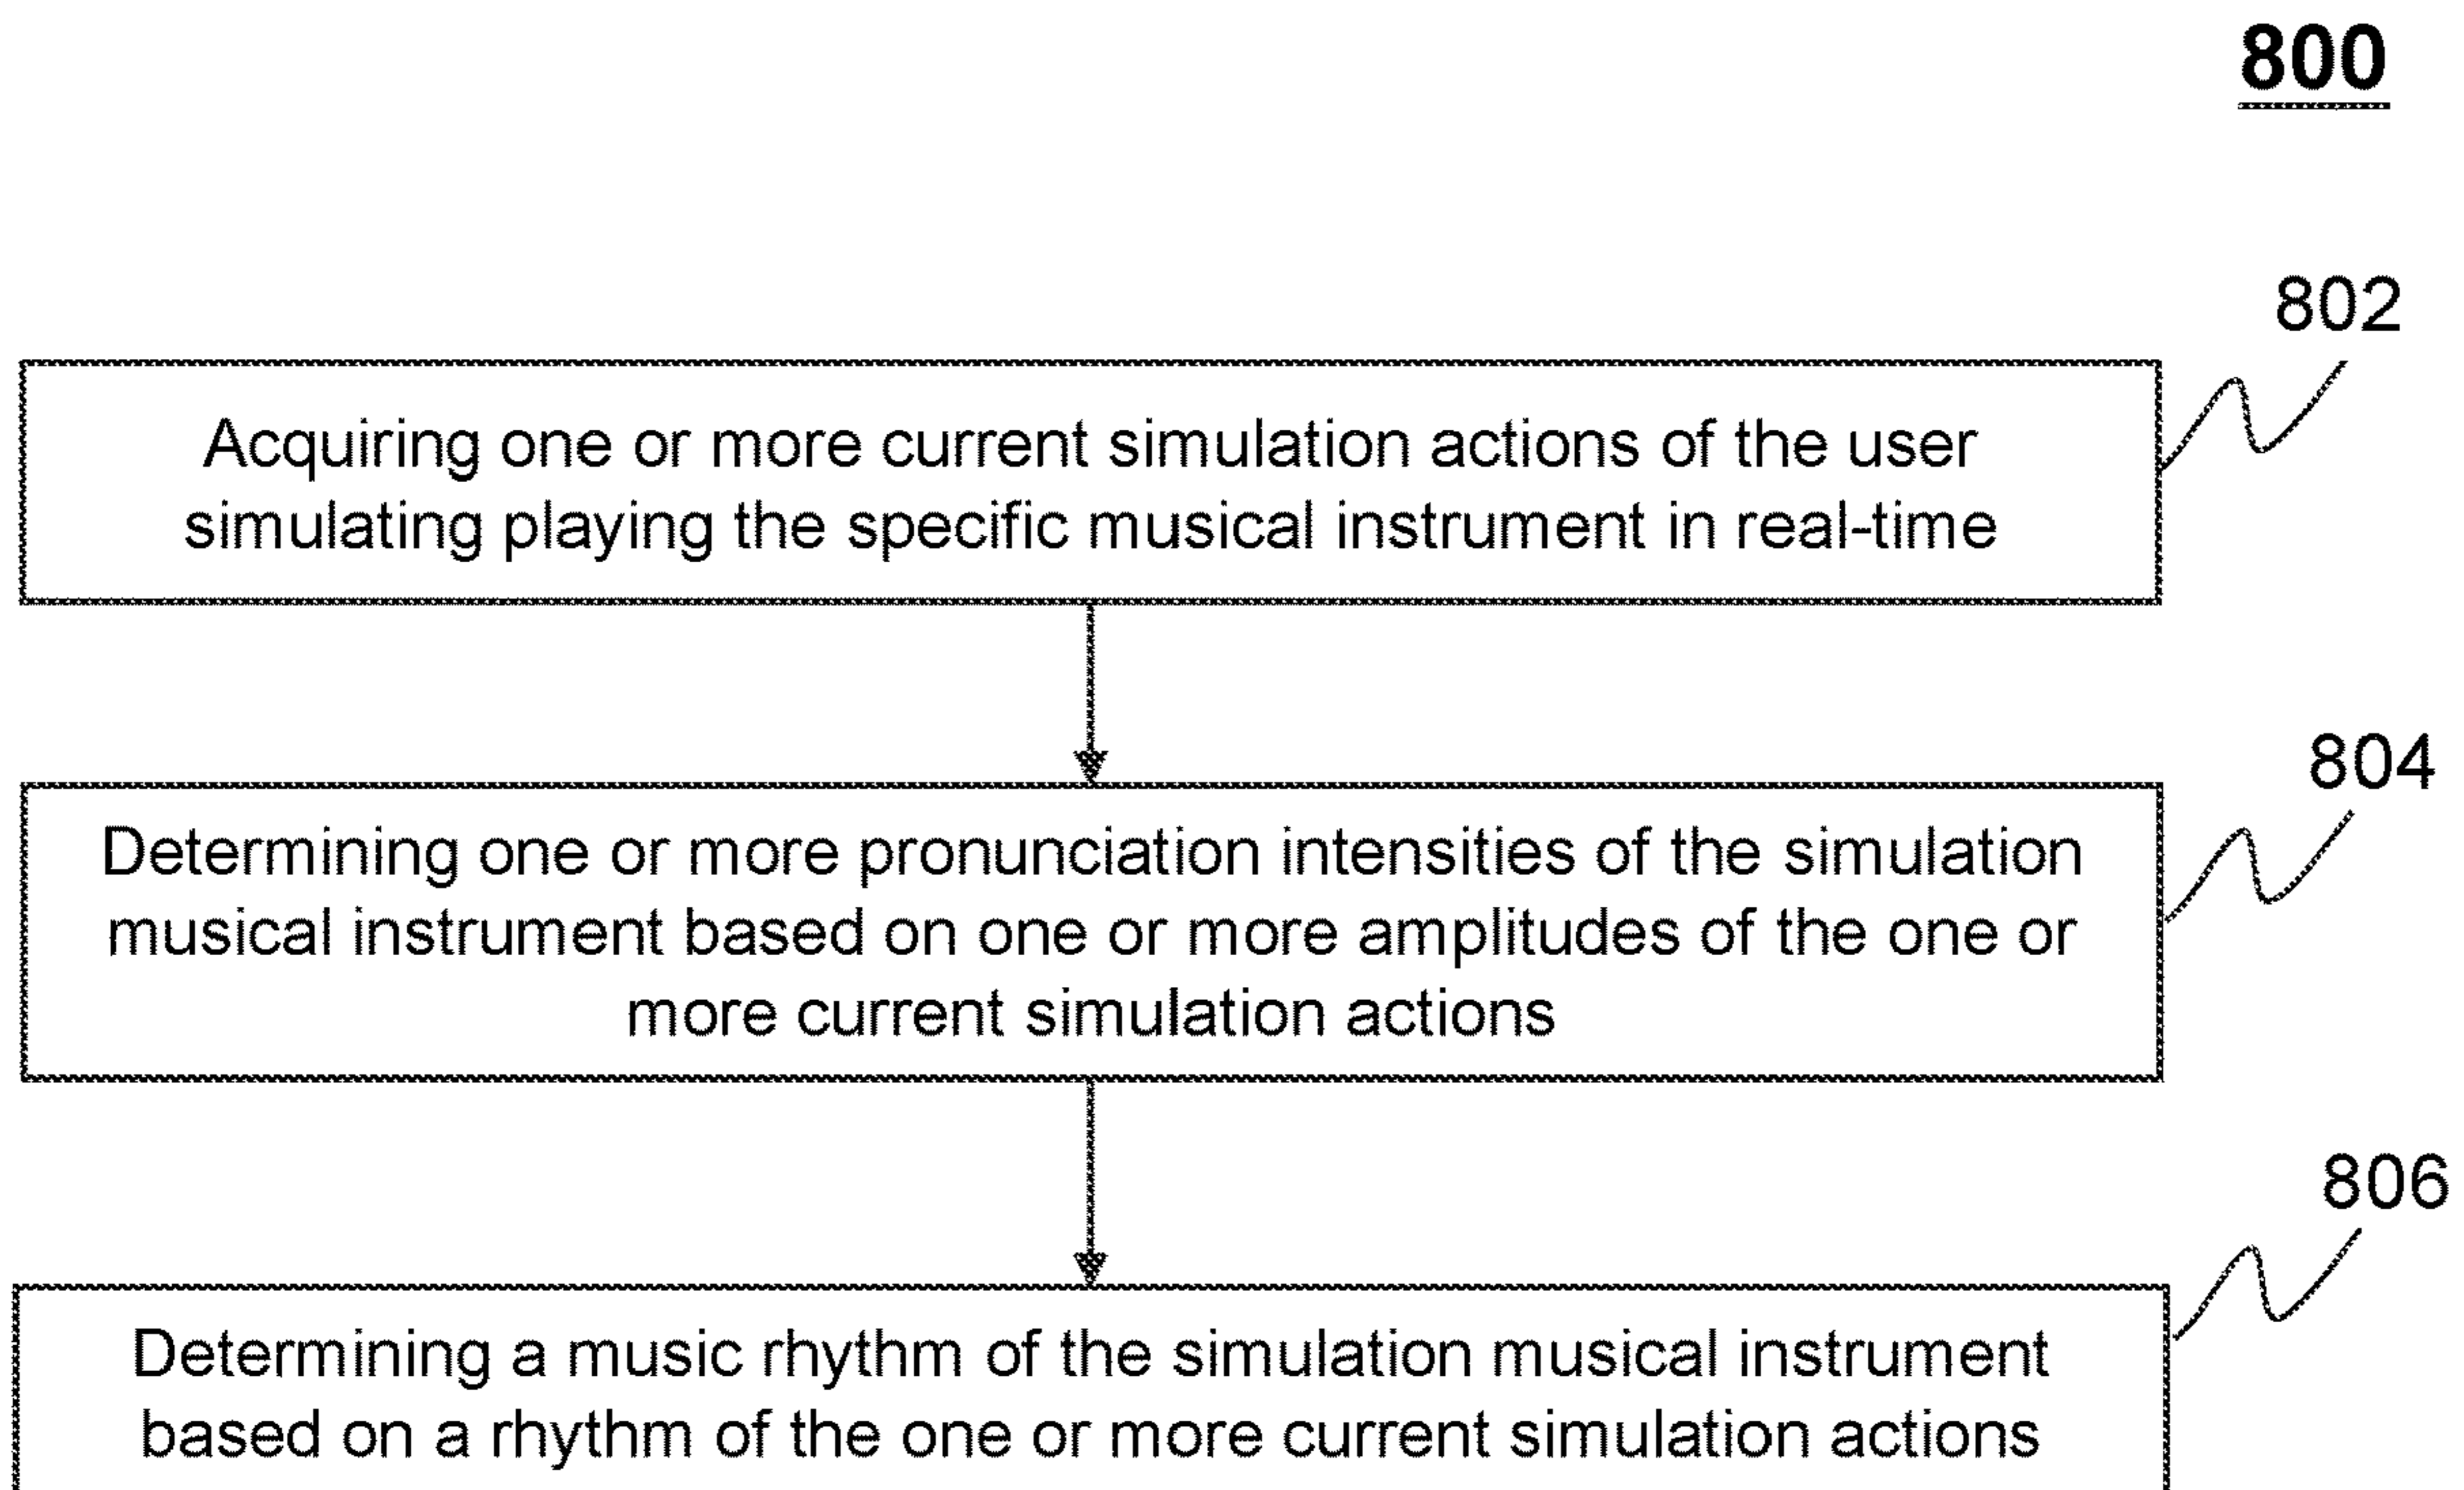 800
802
Acquiring one or more current simulation actions of the user
simulating playing the specific musical instrument in real-time
804
Determining one or more pronunciation intensities of the simulation
musical instrument based on one or more amplitudes of the one or
more current simulation actions
806
Determining a music rhythm of the simulation musical instrument
based on a rhythm of the one or more current simulation actions